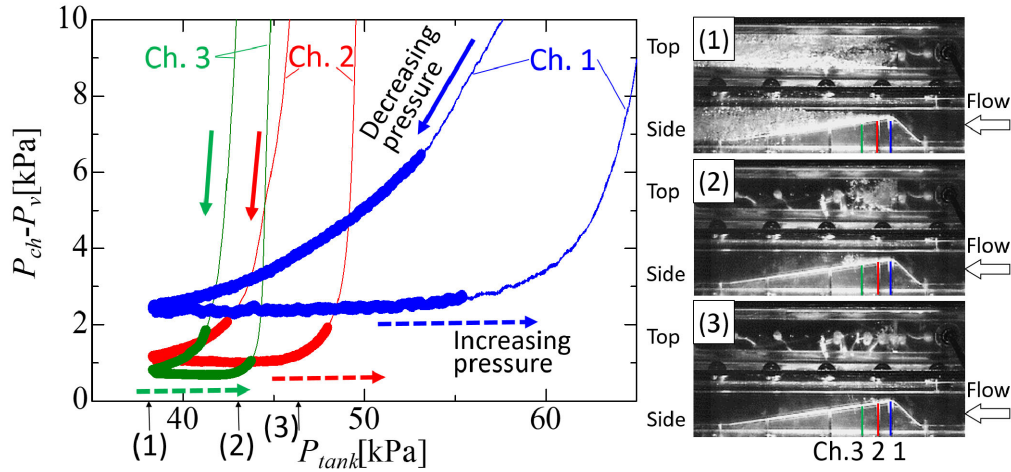 10
8
6
4
2
0
P_ch-P_v[kPa]
Ch. 3
Ch. 2
Ch. 1
Decreasing
pressure
Increasing
pressure
40
50
60
(1)
(2)
(3)
P_tank[kPa]
(1)
Top
Side
Flow
(2)
Top
Side
Flow
(3)
Top
Side
Flow
Ch.3 2 1